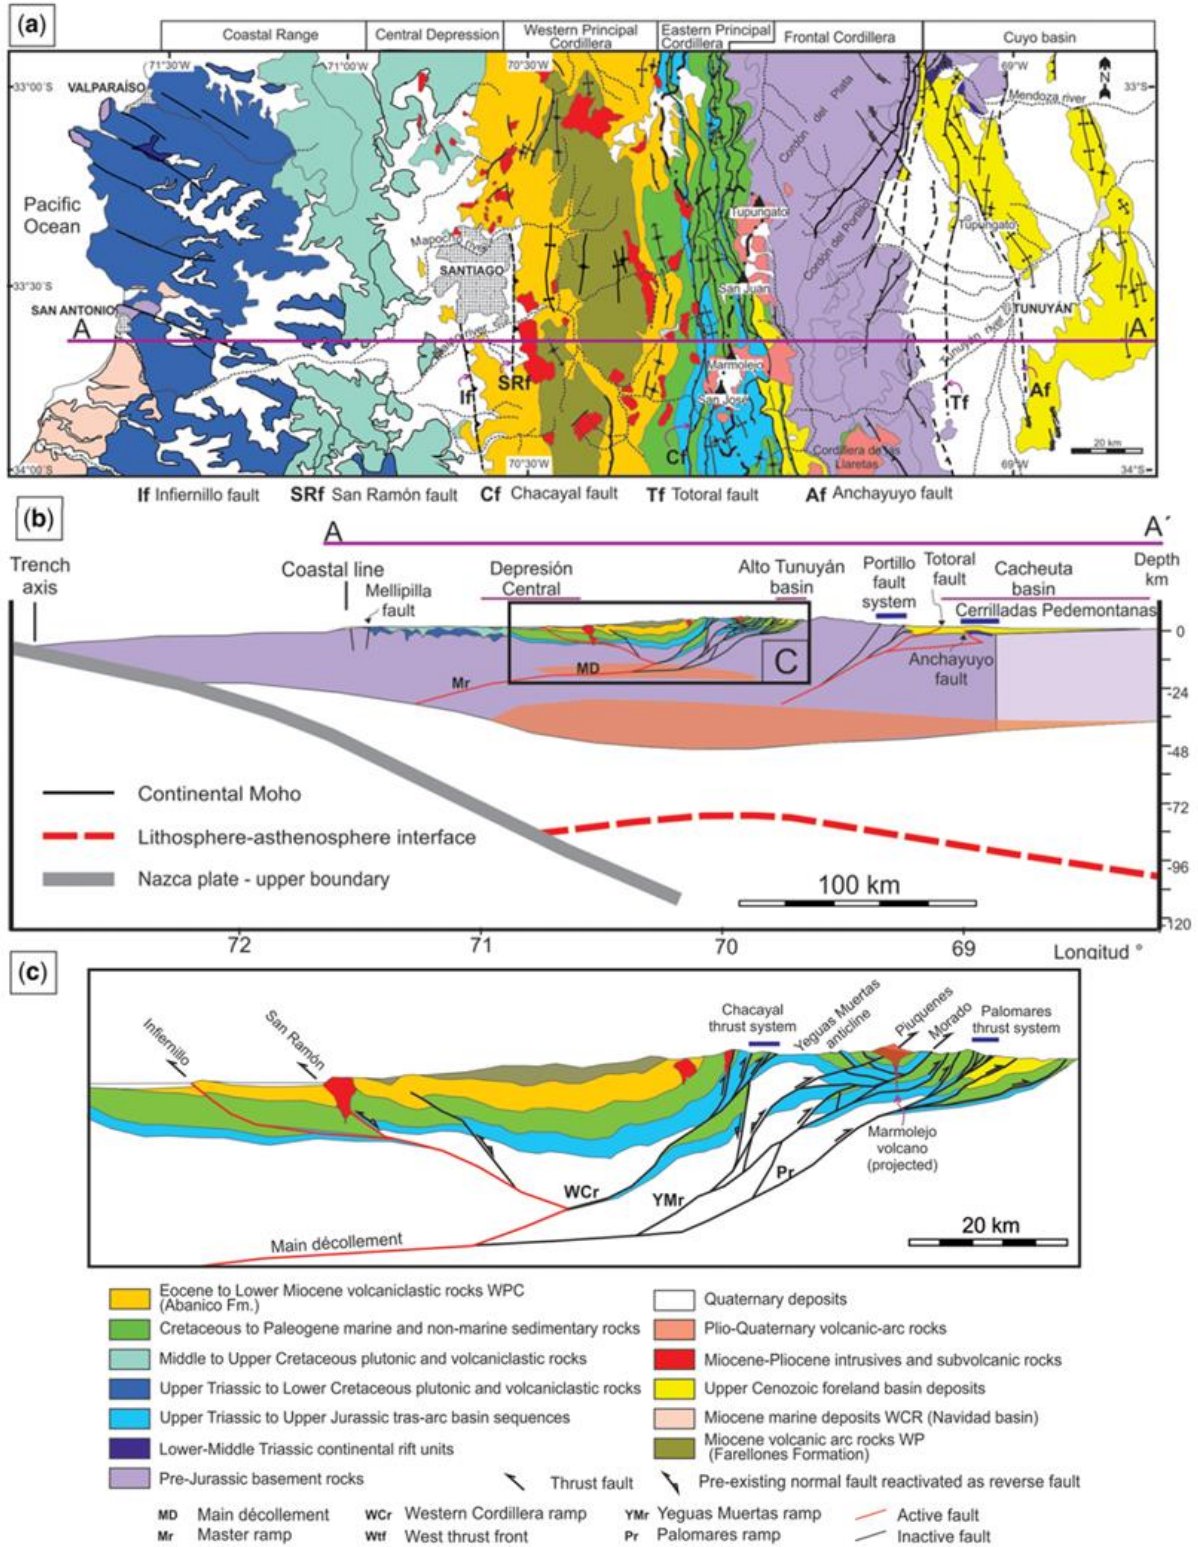 (a)
Coastal Range
Central Depression
Western Principal
Cordillera
Eastern Principal
Cordillera
Frontal Cordillera
Cuyo basin
71°30'W
71°00'W
70°30'W
69°W
33°00'S
33°S
VALPARAÍSO
N
Mendoza river
Cordón del Plata
Pacific
Ocean
Mapocho river
SANTIAGO
Tupungato
Cordón del Portillo
Tupungato
33°30'S
SAN ANTONIO
San Juan
TUNUYÁN
A
A´
Maipo river
Tunuyán river
Marmolejo
SRf
If
San José
Tf
Af
Cf
Cordillera de las
Llaretas
20 km
34°00'S
70°30'W
69°W
34°S
If Infiernillo fault
SRf San Ramón fault
Cf Chacayal fault
Tf Totoral fault
Af Anchayuyo fault
(b)
A
A´
Trench
axis
Coastal line
Mellipilla
fault
Depresión
Central
Alto Tunuyán
basin
Portillo
fault
system
Totoral
fault
Cacheuta
basin
Depth
km
Cerrilladas Pedemontanas
0
MD
C
Anchayuyo
fault
Mr
-24
-48
-72
-96
-120
Continental Moho
Lithosphere-asthenosphere interface
Nazca plate - upper boundary
100 km
72
71
70
69
Longitud °
(c)
Infiernillo
San Ramón
Chacayal
thrust system
Yeguas Muertas
anticline
Piuquenes
Morado
Palomares
thrust system
Marmolejo
volcano
(projected)
WCr
YMr
Pr
Main décollement
20 km
Eocene to Lower Miocene volcaniclastic rocks WPC
(Abanico Fm.)
Cretaceous to Paleogene marine and non-marine sedimentary rocks
Middle to Upper Cretaceous plutonic and volcaniclastic rocks
Upper Triassic to Lower Cretaceous plutonic and volcaniclastic rocks
Upper Triassic to Upper Jurassic tras-arc basin sequences
Lower-Middle Triassic continental rift units
Pre-Jurassic basement rocks
Quaternary deposits
Plio-Quaternary volcanic-arc rocks
Miocene-Pliocene intrusives and subvolcanic rocks
Upper Cenozoic foreland basin deposits
Miocene marine deposits WCR (Navidad basin)
Miocene volcanic arc rocks WP
(Farellones Formation)
Thrust fault
Pre-existing normal fault reactivated as reverse fault
MD Main décollement
WCr Western Cordillera ramp
YMr Yeguas Muertas ramp
Active fault
Mr Master ramp
Wtf West thrust front
Pr Palomares ramp
Inactive fault